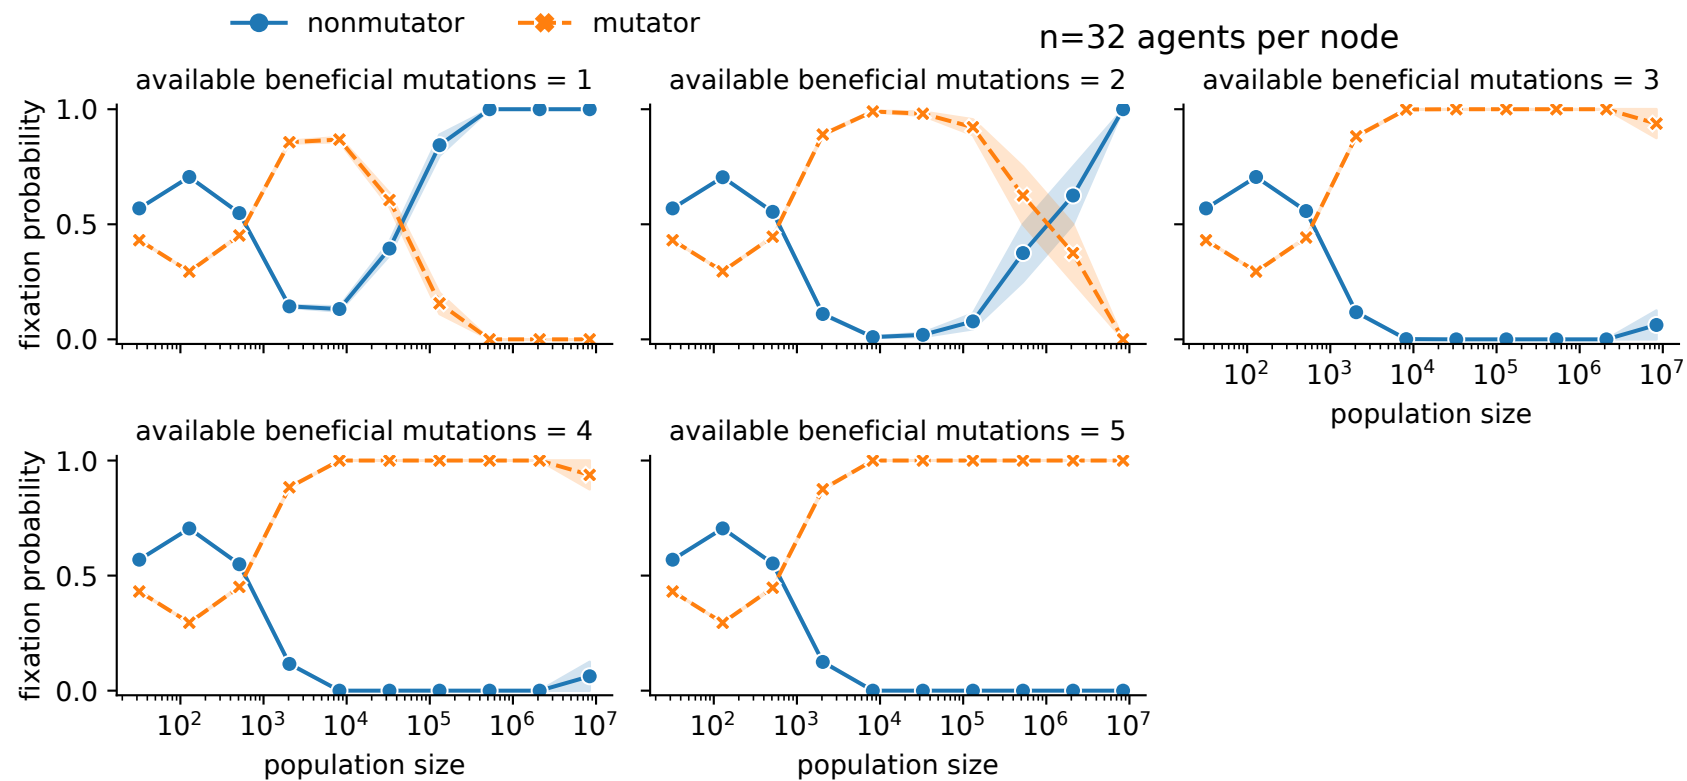 nonmutator mutator
n=32 agents per node
available beneficial mutations = 1
available beneficial mutations = 2
available beneficial mutations = 3
fixation probability
1.0
0.5
0.0
10² 10³ 10⁴ 10⁵ 10⁶ 10⁷
population size
available beneficial mutations = 4
available beneficial mutations = 5
fixation probability
1.0
0.5
0.0
10² 10³ 10⁴ 10⁵ 10⁶ 10⁷
10² 10³ 10⁴ 10⁵ 10⁶ 10⁷
population size
population size